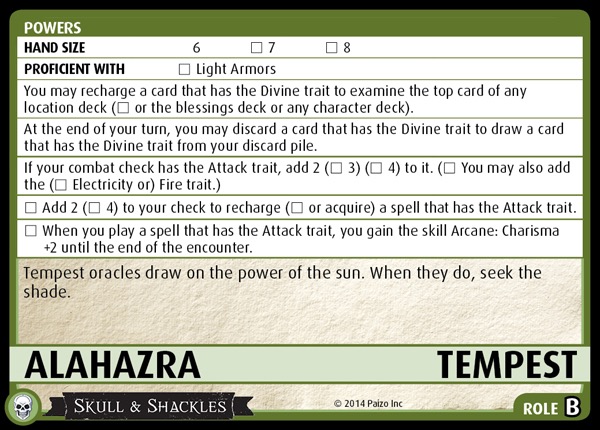 POWERS
HAND SIZE 6 ☐ 7 ☐ 8
PROFICIENT WITH ☐ Light Armors
You may recharge a card that has the Divine trait to examine the top card of any
location deck (☐ or the blessings deck or any character deck).
At the end of your turn, you may discard a card that has the Divine trait to draw a card
that has the Divine trait from your discard pile.
If your combat check has the Attack trait, add 2 (☐ 3) (☐ 4) to it. (☐ You may also add
the (☐ Electricity or) Fire trait.)
☐ Add 2 (☐ 4) to your check to recharge (☐ or acquire) a spell that has the Attack trait.
☐ When you play a spell that has the Attack trait, you gain the skill Arcane: Charisma
+2 until the end of the encounter.
Tempest oracles draw on the power of the sun. When they do, seek the
shade.
ALAHAZRA TEMPEST
SKULL & SHACKLES © 2014 Paizo Inc ROLE B